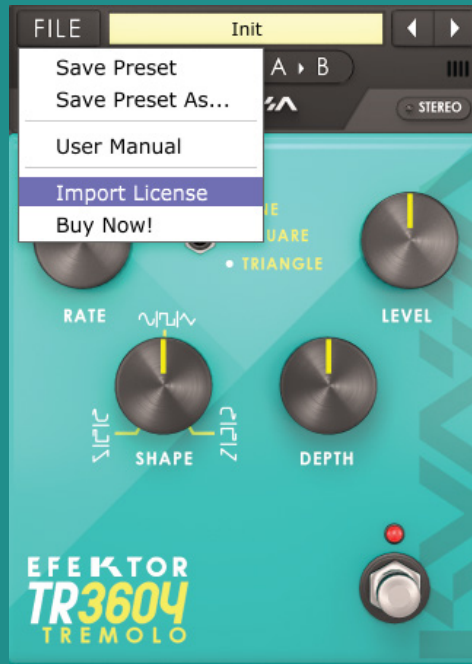 FILE
Init
Save Preset
A ▸ B
Save Preset As...
STEREO
User Manual
Import License
Buy Now!
TRIANGLE
RATE
LEVEL
SHAPE
DEPTH
EFEKTOR
TR3604
TREMOLO